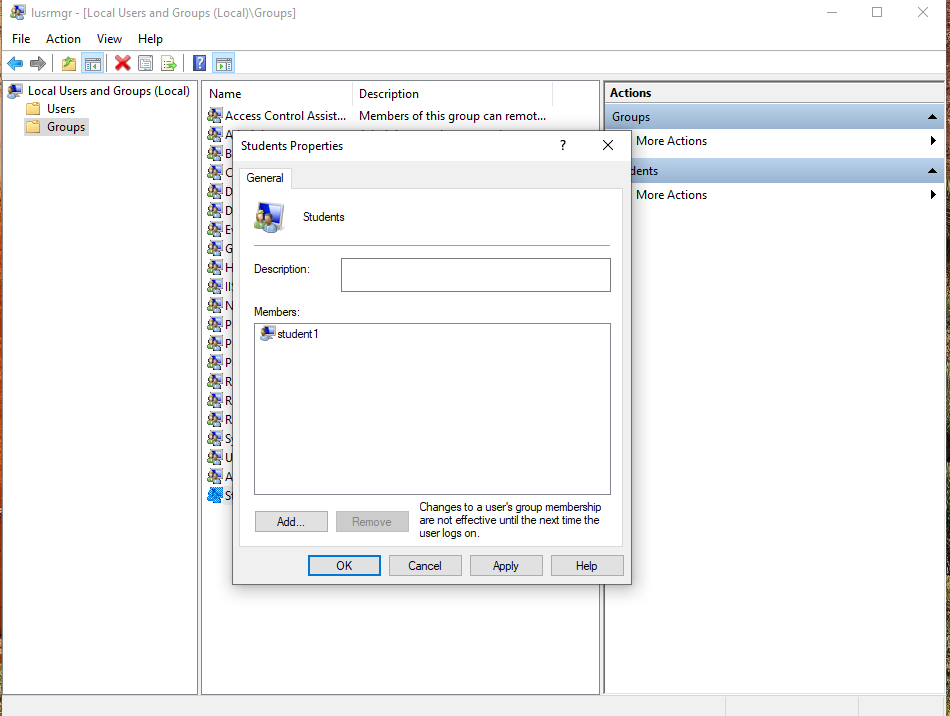 lusrmgr - [Local Users and Groups (Local)\Groups]
File Action View Help
Local Users and Groups (Local)
Users
Groups
Name Description
Access Control Assist... Members of this group can remot...
Actions
Groups
More Actions
dents
More Actions
Students Properties
General
Students
Description:
Members:
student1
Add... Remove
Changes to a user's group membership
are not effective until the next time the
user logs on.
OK Cancel Apply Help